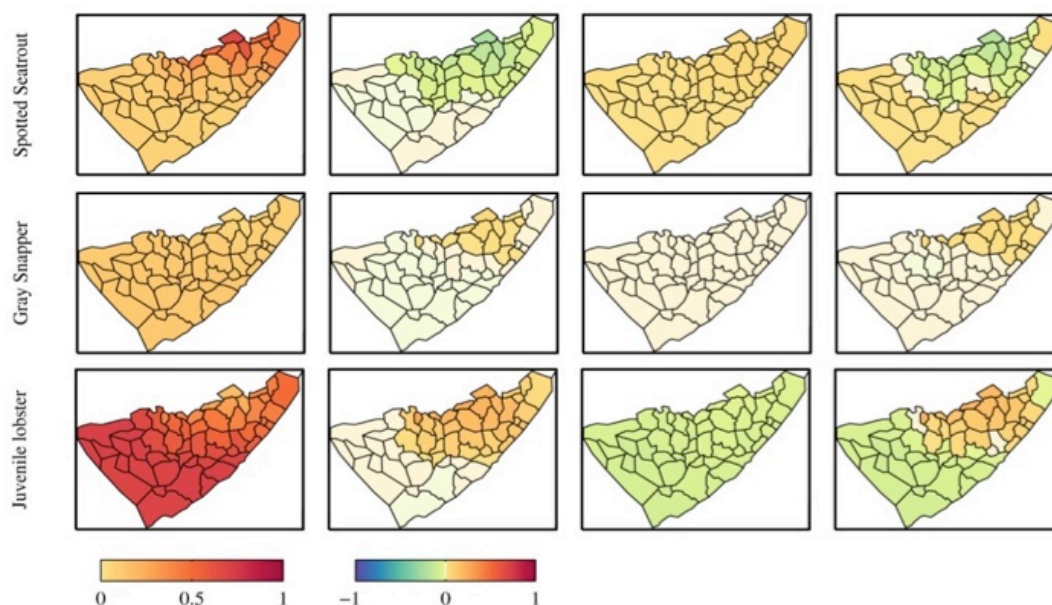 Spotted Seatrout
Gray Snapper
Juvenile lobster
0 0.5 1
−1 0 1